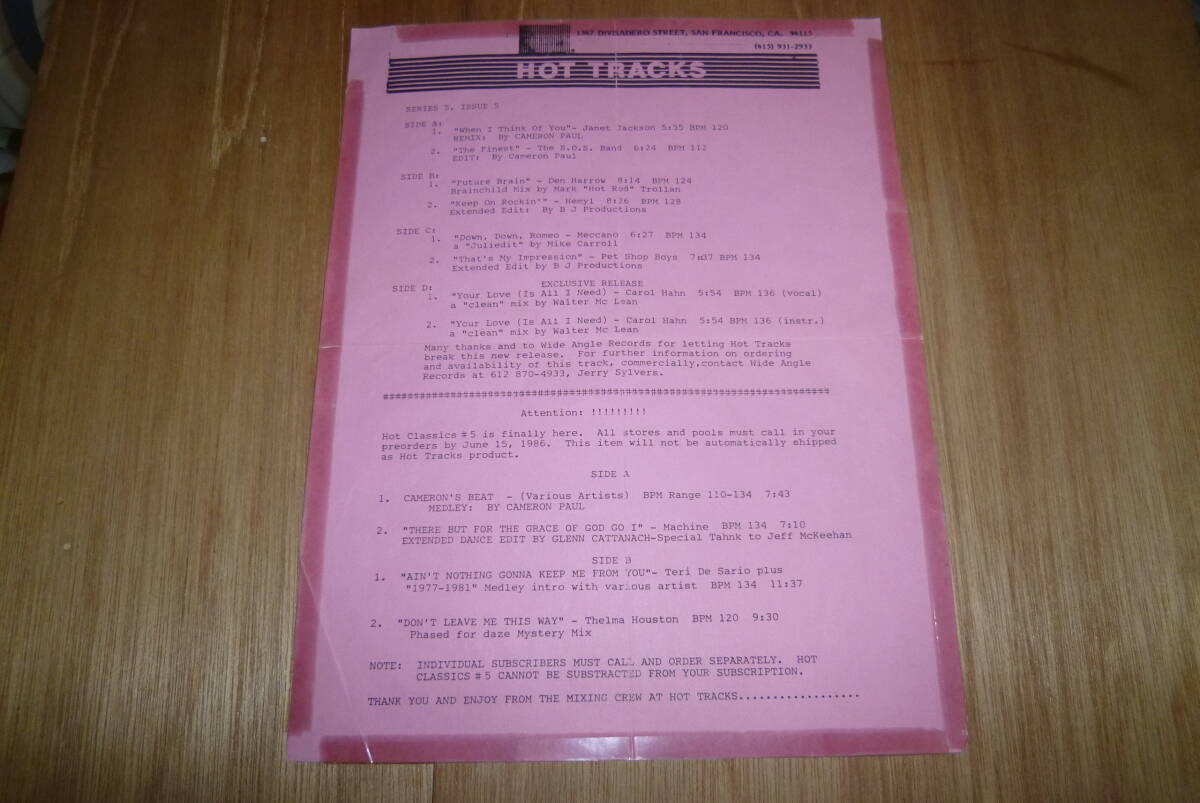 1367 DIVISADERO STREET, SAN FRANCISCO, CA. 94115
(415) 931-2933
HOT TRACKS
SERIES 5, ISSUE 5
SIDE A:
1. "When I Think Of You"- Janet Jackson 5:55 BPM 120
REMIX: By CAMERON PAUL
2. "The Finest" - The S.O.S. Band 6:24 BPM 112
EDIT: By Cameron Paul
SIDE B:
1. "Future Brain" - Den Harrow 8:14 BPM 124
Brainchild Mix by Mark "Hot Rod" Trollan
2. "Keep On Rockin'" - Hemyl 8:26 BPM 128
Extended Edit: By B J Productions
SIDE C:
1. "Down, Down, Romeo - Meccano 6:27 BPM 134
a "Juliedit" by Mike Carroll
2. "That's My Impression" - Pet Shop Boys 7:37 BPM 134
Extended Edit by B J Productions
EXCLUSIVE RELEASE
SIDE D:
1. "Your Love (Is All I Need) - Carol Hahn 5:54 BPM 136 (vocal)
a "clean" mix by Walter Mc Lean
2. "Your Love (Is All I Need) - Carol Hahn 5:54 BPM 136 (instr.)
a "clean" mix by Walter Mc Lean
Many thanks and to Wide Angle Records for letting Hot Tracks
break this new release. For further information on ordering
and availability of this track, commercially,contact Wide Angle
Records at 612 870-4933, Jerry Sylvers.
Attention: !!!!!!!!!
Hot Classics #5 is finally here. All stores and pools must call in your
preorders by June 15, 1986. This item will not be automatically shipped
as Hot Tracks product.
SIDE A
1. CAMERON'S BEAT - (Various Artists) BPM Range 110-134 7:43
MEDLEY: BY CAMERON PAUL
2. "THERE BUT FOR THE GRACE OF GOD GO I" - Machine BPM 134 7:10
EXTENDED DANCE EDIT BY GLENN CATTANACH-Special Tahnk to Jeff McKeehan
SIDE B
1. "AIN'T NOTHING GONNA KEEP ME FROM YOU"- Teri De Sario plus
"1977-1981" Medley intro with various artist BPM 134 11:37
2. "DON'T LEAVE ME THIS WAY" - Thelma Houston BPM 120 9:30
Phased for daze Mystery Mix
NOTE: INDIVIDUAL SUBSCRIBERS MUST CALL AND ORDER SEPARATELY. HOT
CLASSICS #5 CANNOT BE SUBSTRACTED FROM YOUR SUBSCRIPTION.
THANK YOU AND ENJOY FROM THE MIXING CREW AT HOT TRACKS..................